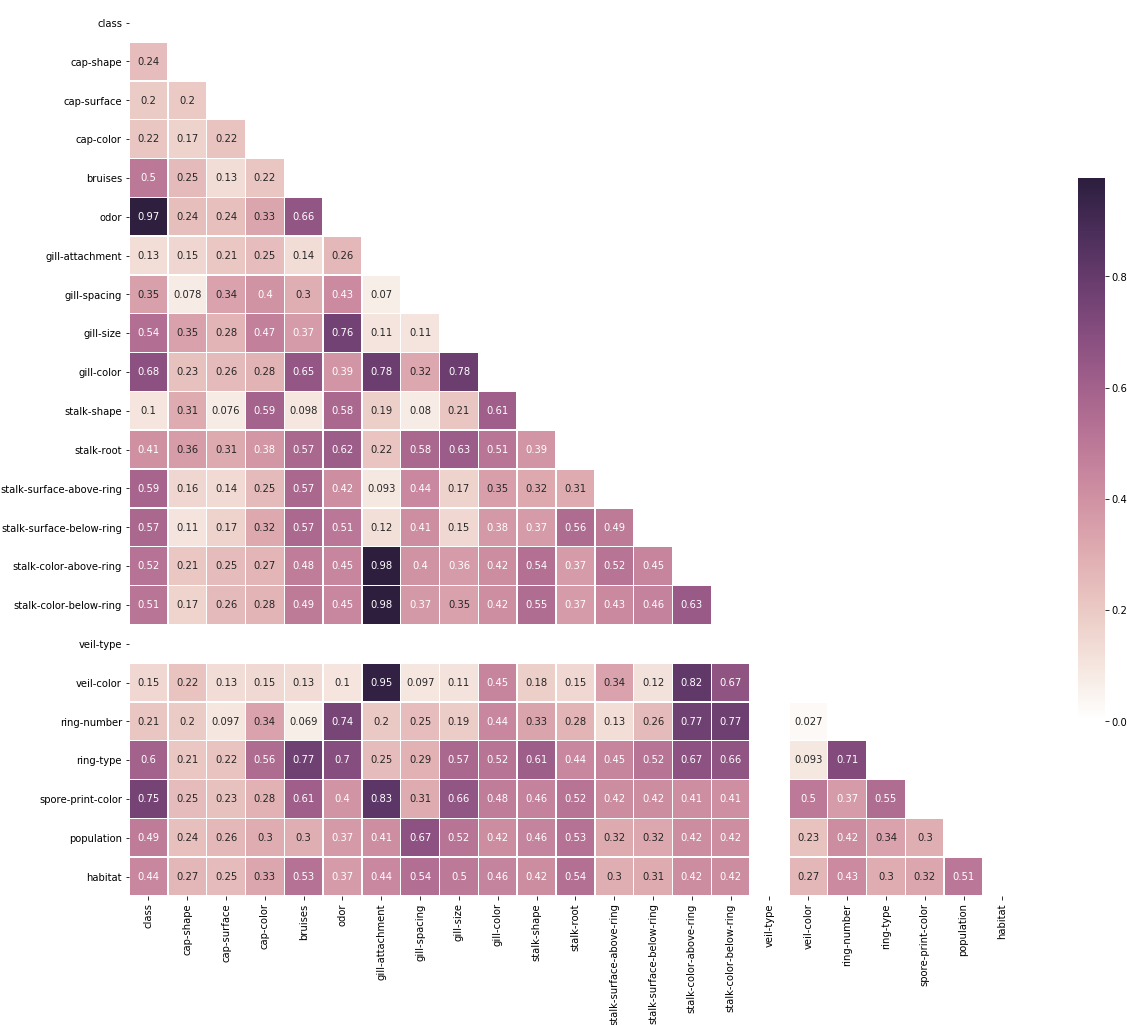 class
cap-shape 0.24
cap-surface 0.2 0.2
cap-color 0.22 0.17 0.22
bruises 0.5 0.25 0.13 0.22
odor 0.97 0.24 0.24 0.33 0.66
gill-attachment 0.13 0.15 0.21 0.25 0.14 0.26
gill-spacing 0.35 0.078 0.34 0.4 0.3 0.43 0.07
0.8
gill-size 0.54 0.35 0.28 0.47 0.37 0.76 0.11 0.11
gill-color 0.68 0.23 0.26 0.28 0.65 0.39 0.78 0.32 0.78
0.6
stalk-shape 0.1 0.31 0.076 0.59 0.098 0.58 0.19 0.08 0.21 0.61
stalk-root 0.41 0.36 0.31 0.38 0.57 0.62 0.22 0.58 0.63 0.51 0.39
stalk-surface-above-ring 0.59 0.16 0.14 0.25 0.57 0.42 0.093 0.44 0.17 0.35 0.32 0.31
0.4
stalk-surface-below-ring 0.57 0.11 0.17 0.32 0.57 0.51 0.12 0.41 0.15 0.38 0.37 0.56 0.49
stalk-color-above-ring 0.52 0.21 0.25 0.27 0.48 0.45 0.98 0.4 0.36 0.42 0.54 0.37 0.52 0.45
stalk-color-below-ring 0.51 0.17 0.26 0.28 0.49 0.45 0.98 0.37 0.35 0.42 0.55 0.37 0.43 0.46 0.63
0.2
veil-type
veil-color 0.15 0.22 0.13 0.15 0.13 0.1 0.95 0.097 0.11 0.45 0.18 0.15 0.34 0.12 0.82 0.67
ring-number 0.21 0.2 0.097 0.34 0.069 0.74 0.2 0.25 0.19 0.44 0.33 0.28 0.13 0.26 0.77 0.77 0.027
0.0
ring-type 0.6 0.21 0.22 0.56 0.77 0.7 0.25 0.29 0.57 0.52 0.61 0.44 0.45 0.52 0.67 0.66 0.093 0.71
spore-print-color 0.75 0.25 0.23 0.28 0.61 0.4 0.83 0.31 0.66 0.48 0.46 0.52 0.42 0.42 0.41 0.41 0.5 0.37 0.55
population 0.49 0.24 0.26 0.3 0.3 0.37 0.41 0.67 0.52 0.42 0.46 0.53 0.32 0.32 0.42 0.42 0.23 0.42 0.34 0.3
habitat 0.44 0.27 0.25 0.33 0.53 0.37 0.44 0.54 0.5 0.46 0.42 0.54 0.3 0.31 0.42 0.42 0.27 0.43 0.3 0.32 0.51
class
cap-shape
cap-surface
cap-color
bruises
odor
gill-attachment
gill-spacing
gill-size
gill-color
stalk-shape
stalk-root
stalk-surface-above-ring
stalk-surface-below-ring
stalk-color-above-ring
stalk-color-below-ring
veil-type
veil-color
ring-number
ring-type
spore-print-color
population
habitat